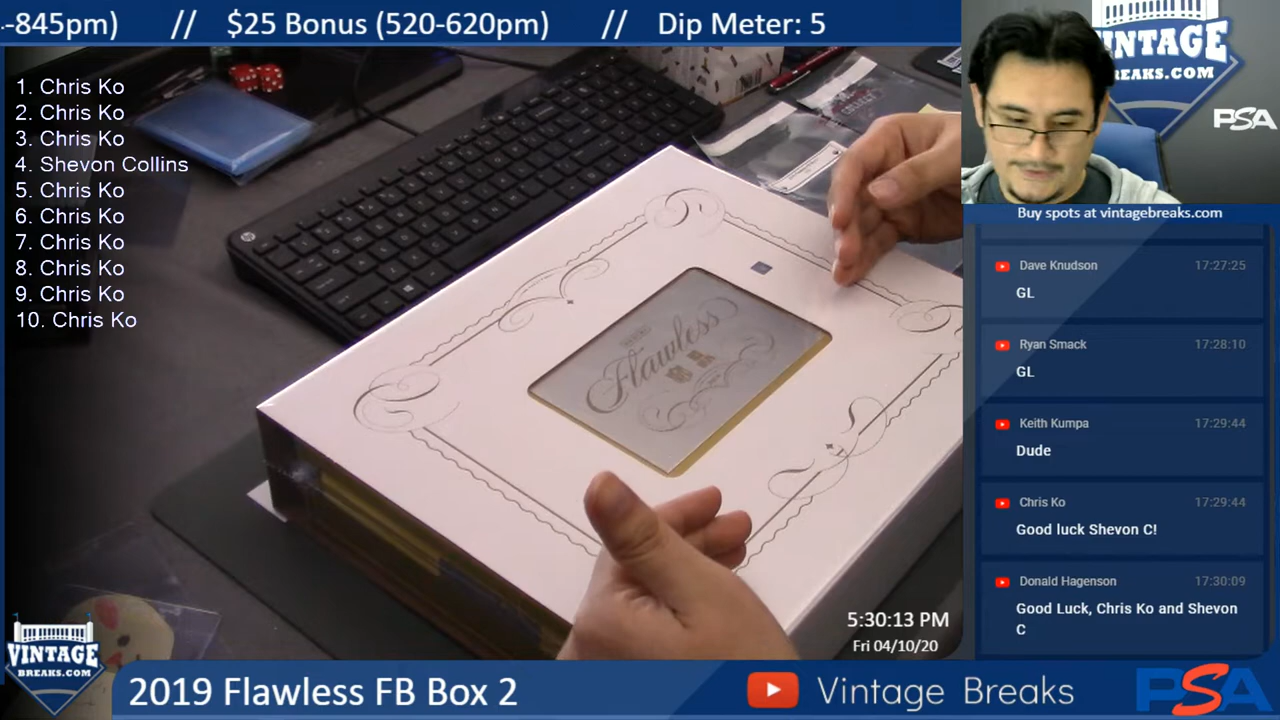 .-845pm) // $25 Bonus (520-620pm) // Dip Meter: 5
1. Chris Ko
2. Chris Ko
3. Chris Ko
4. Shevon Collins
5. Chris Ko
6. Chris Ko
7. Chris Ko
8. Chris Ko
9. Chris Ko
10. Chris Ko
PANINI
Flawless
hp
VINTAGE
BREAKS.COM
PSA
Buy spots at vintagebreaks.com
Dave Knudson 17:27:25
GL
Ryan Smack 17:28:10
GL
Keith Kumpa 17:29:44
Dude
Chris Ko 17:29:44
Good luck Shevon C!
Donald Hagenson 17:30:09
Good Luck, Chris Ko and Shevon
C
5:30:13 PM
Fri 04/10/20
VINTAGE
BREAKS.COM
2019 Flawless FB Box 2
Vintage Breaks
PSA